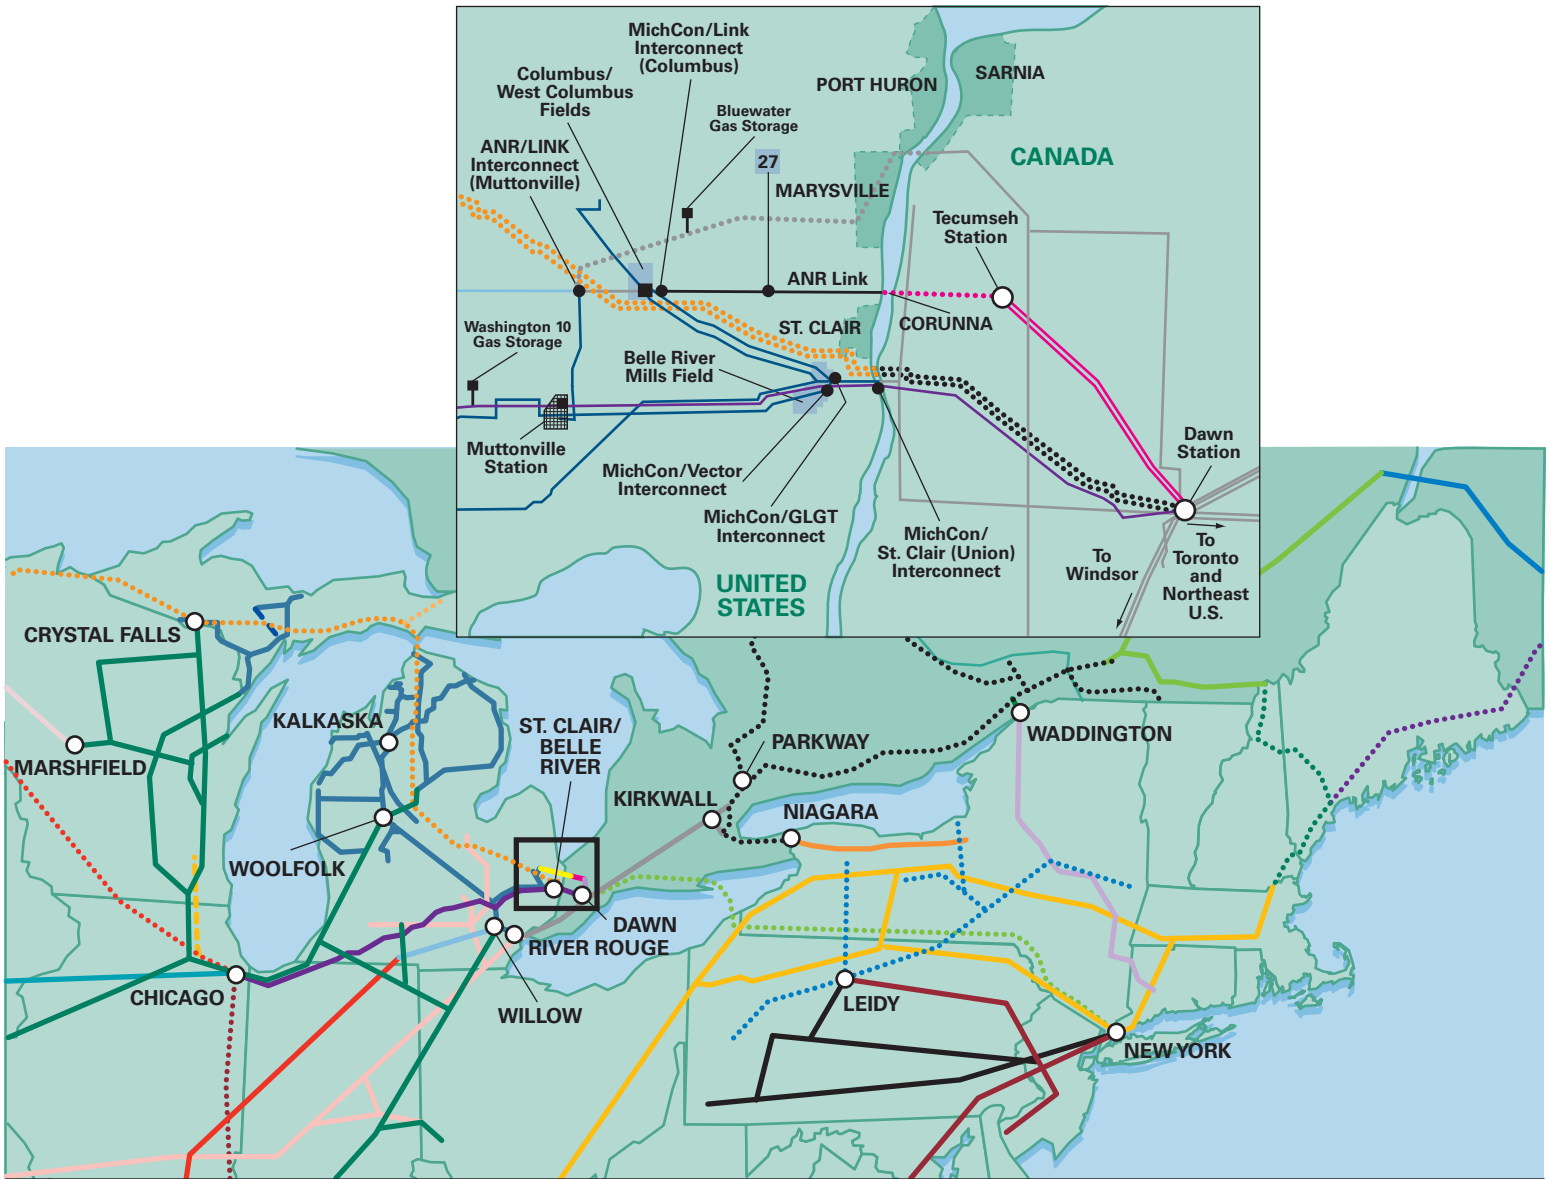 MichCon/Link
Interconnect
(Columbus)
Columbus/
West Columbus
Fields
Bluewater
Gas Storage
ANR/LINK
Interconnect
(Muttonville)
27
PORT HURON
SARNIA
CANADA
MARYSVILLE
Tecumseh
Station
ANR Link
CORUNNA
ST. CLAIR
Washington 10
Gas Storage
Belle River
Mills Field
Muttonville
Station
MichCon/Vector
Interconnect
MichCon/GLGT
Interconnect
MichCon/
St. Clair (Union)
Interconnect
Dawn
Station
To
Windsor
To
Toronto
and
Northeast
U.S.
UNITED
STATES
CRYSTAL FALLS
KALKASKA
MARSHFIELD
WOOLFOLK
CHICAGO
ST. CLAIR/
BELLE
RIVER
PARKWAY
KIRKWALL
NIAGARA
WADDINGTON
DAWN
RIVER ROUGE
WILLOW
LEIDY
NEW YORK